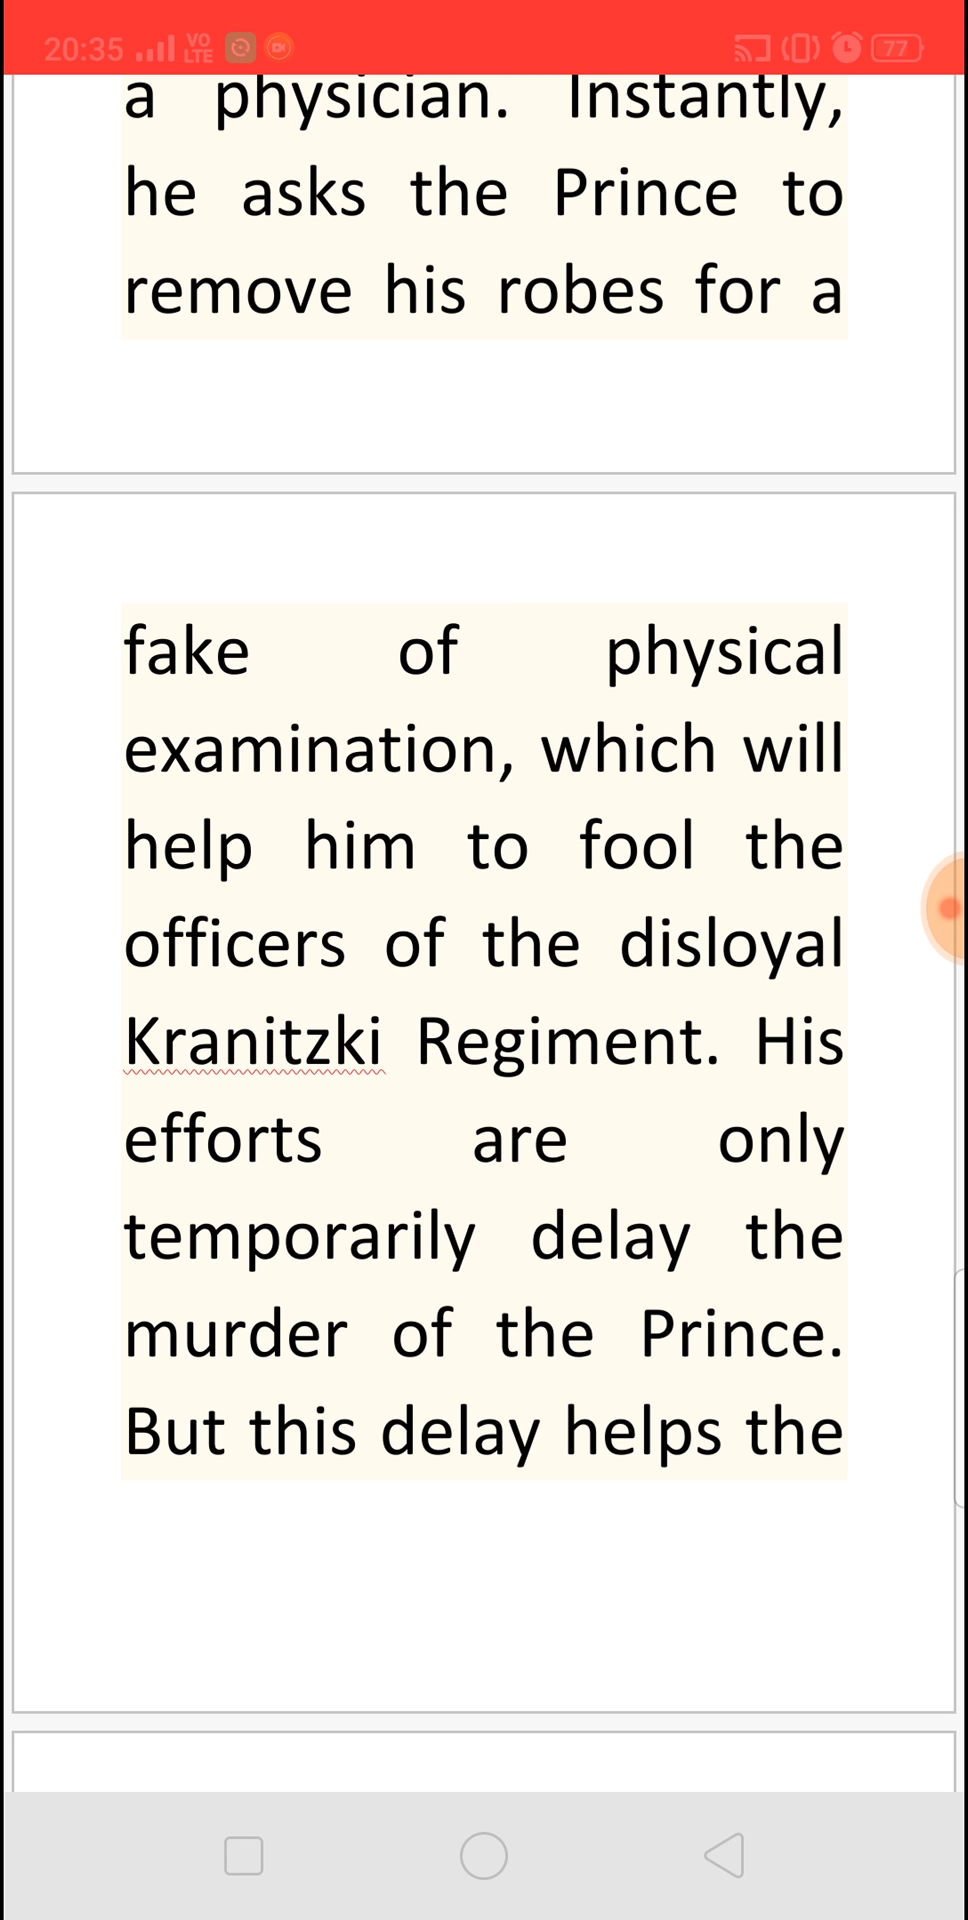 20:35 VO LTE 77
a physician. Instantly,
he asks the Prince to
remove his robes for a
fake of physical
examination, which will
help him to fool the
officers of the disloyal
Kranitzki Regiment. His
efforts are only
temporarily delay the
murder of the Prince.
But this delay helps the